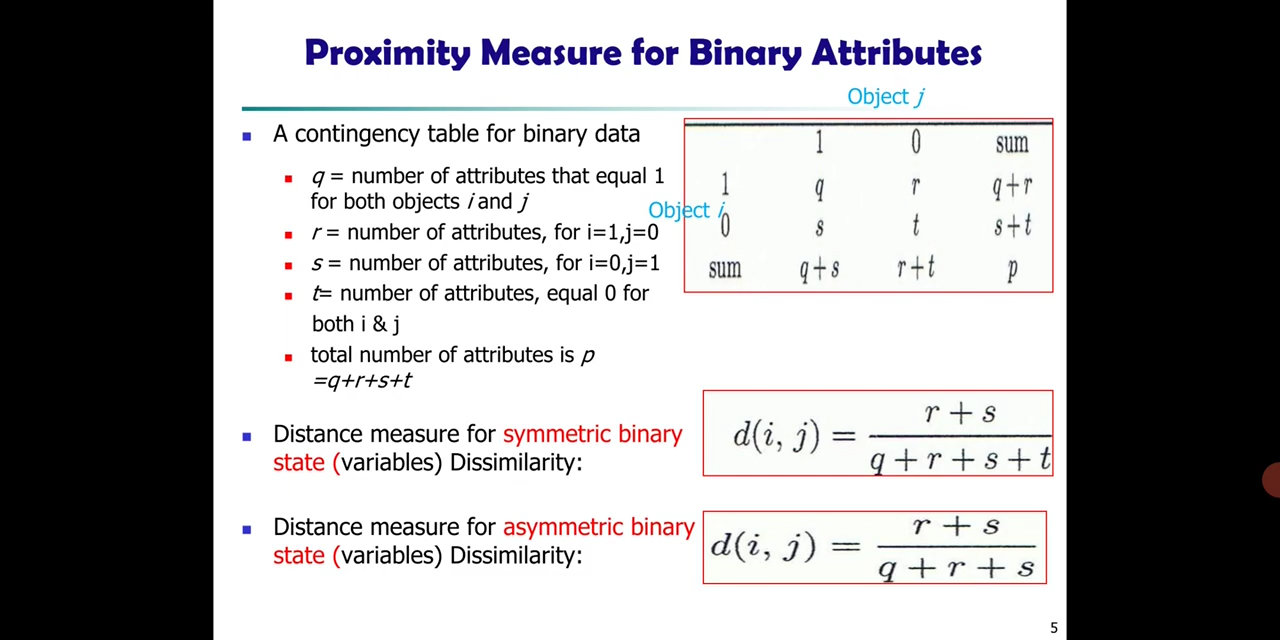 Proximity Measure for Binary Attributes
Object j
A contingency table for binary data
q = number of attributes that equal 1
for both objects i and j
r = number of attributes, for i=1,j=0
s = number of attributes, for i=0,j=1
t= number of attributes, equal 0 for
both i & j
total number of attributes is p
=q+r+s+t
Object i
1 0 sum
1 q r q+r
0 s t s+t
sum q+s r+t p
Distance measure for symmetric binary
state (variables) Dissimilarity:
d(i, j) = r + s / q + r + s + t
Distance measure for asymmetric binary
state (variables) Dissimilarity:
d(i, j) = r + s / q + r + s
5